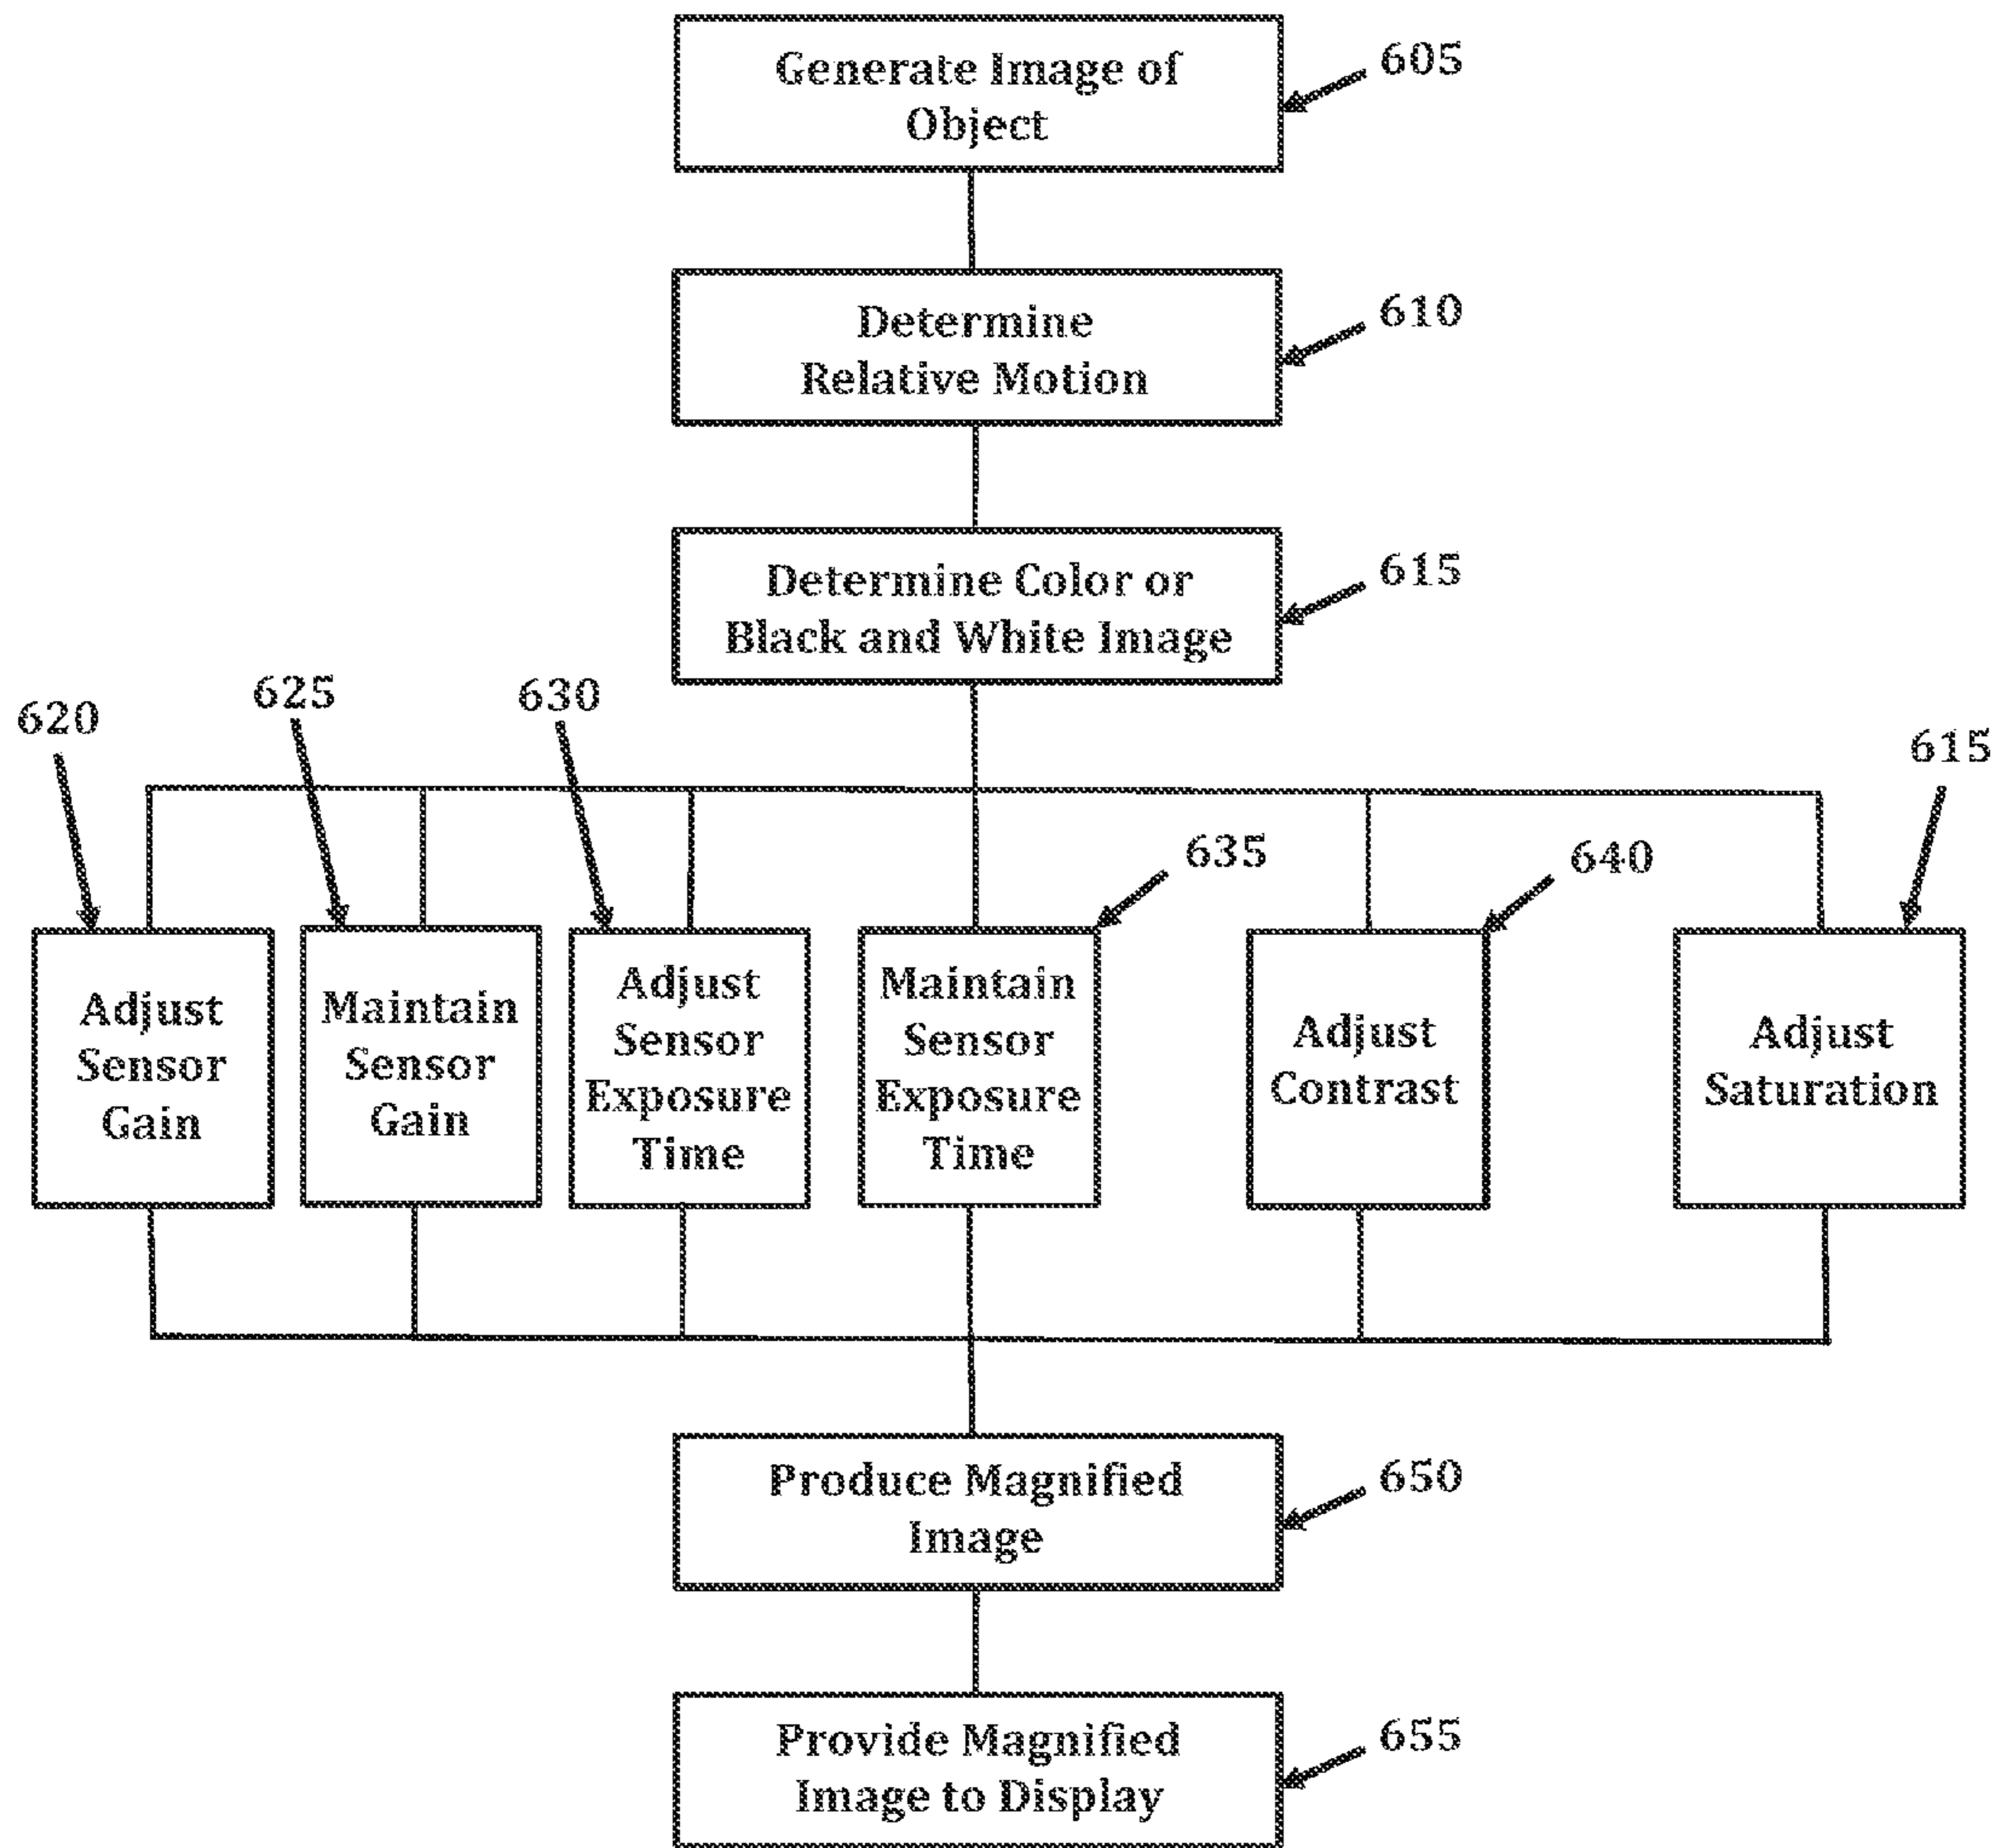 Generate Image of
Object
605
Determine
Relative Motion
610
Determine Color or
Black and White Image
615
620
625
630
635
640
615
Adjust
Sensor
Gain
Maintain
Sensor
Gain
Adjust
Sensor
Exposure
Time
Maintain
Sensor
Exposure
Time
Adjust
Contrast
Adjust
Saturation
Produce Magnified
Image
650
Provide Magnified
Image to Display
655